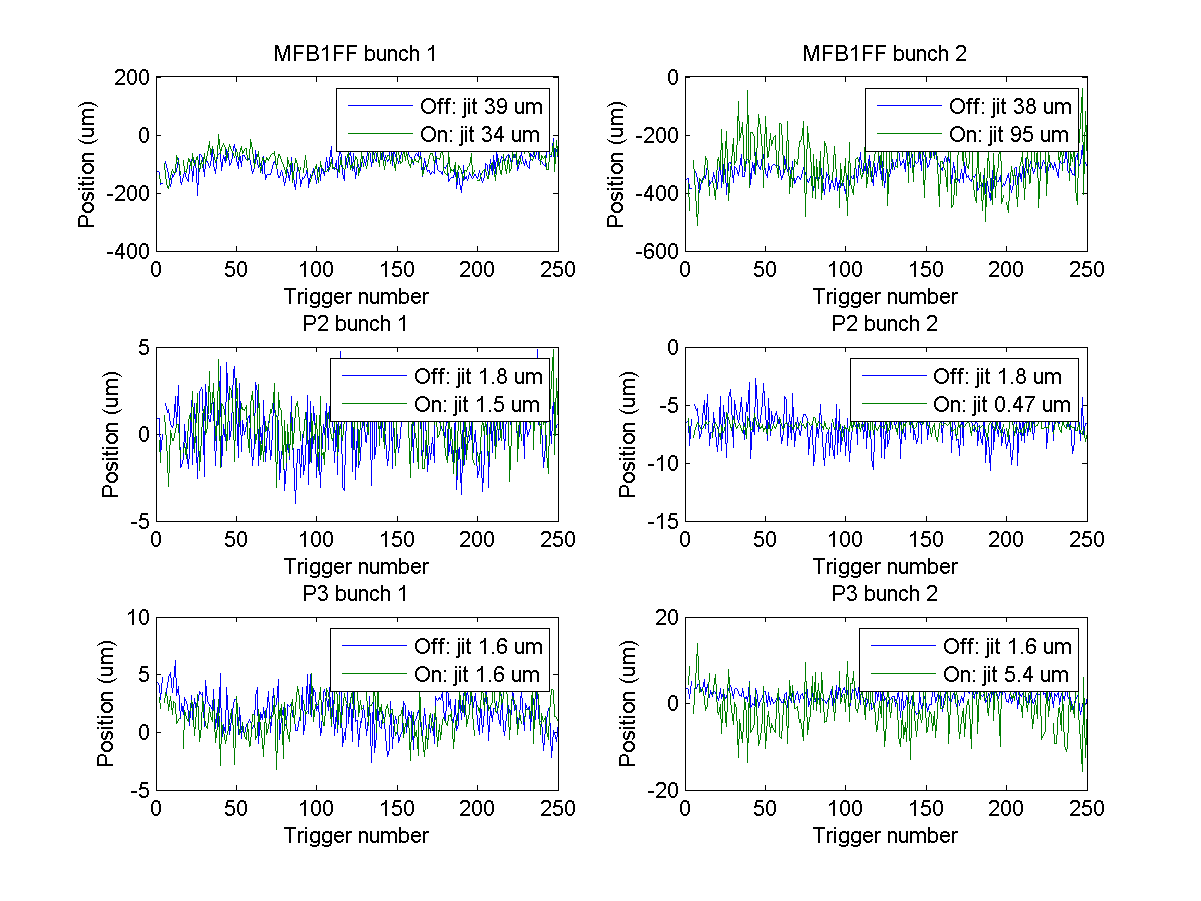 MFB1FF bunch 1
200
0
-200
-400
Position (um)
Off: jit 39 um
On: jit 34 um
0 50 100 150 200 250
Trigger number
MFB1FF bunch 2
0
-200
-400
-600
Position (um)
Off: jit 38 um
On: jit 95 um
0 50 100 150 200 250
Trigger number
P2 bunch 1
5
0
-5
Position (um)
Off: jit 1.8 um
On: jit 1.5 um
0 50 100 150 200 250
Trigger number
P2 bunch 2
0
-5
-10
-15
Position (um)
Off: jit 1.8 um
On: jit 0.47 um
0 50 100 150 200 250
Trigger number
P3 bunch 1
10
5
0
-5
Position (um)
Off: jit 1.6 um
On: jit 1.6 um
0 50 100 150 200 250
Trigger number
P3 bunch 2
20
0
-20
Position (um)
Off: jit 1.6 um
On: jit 5.4 um
0 50 100 150 200 250
Trigger number